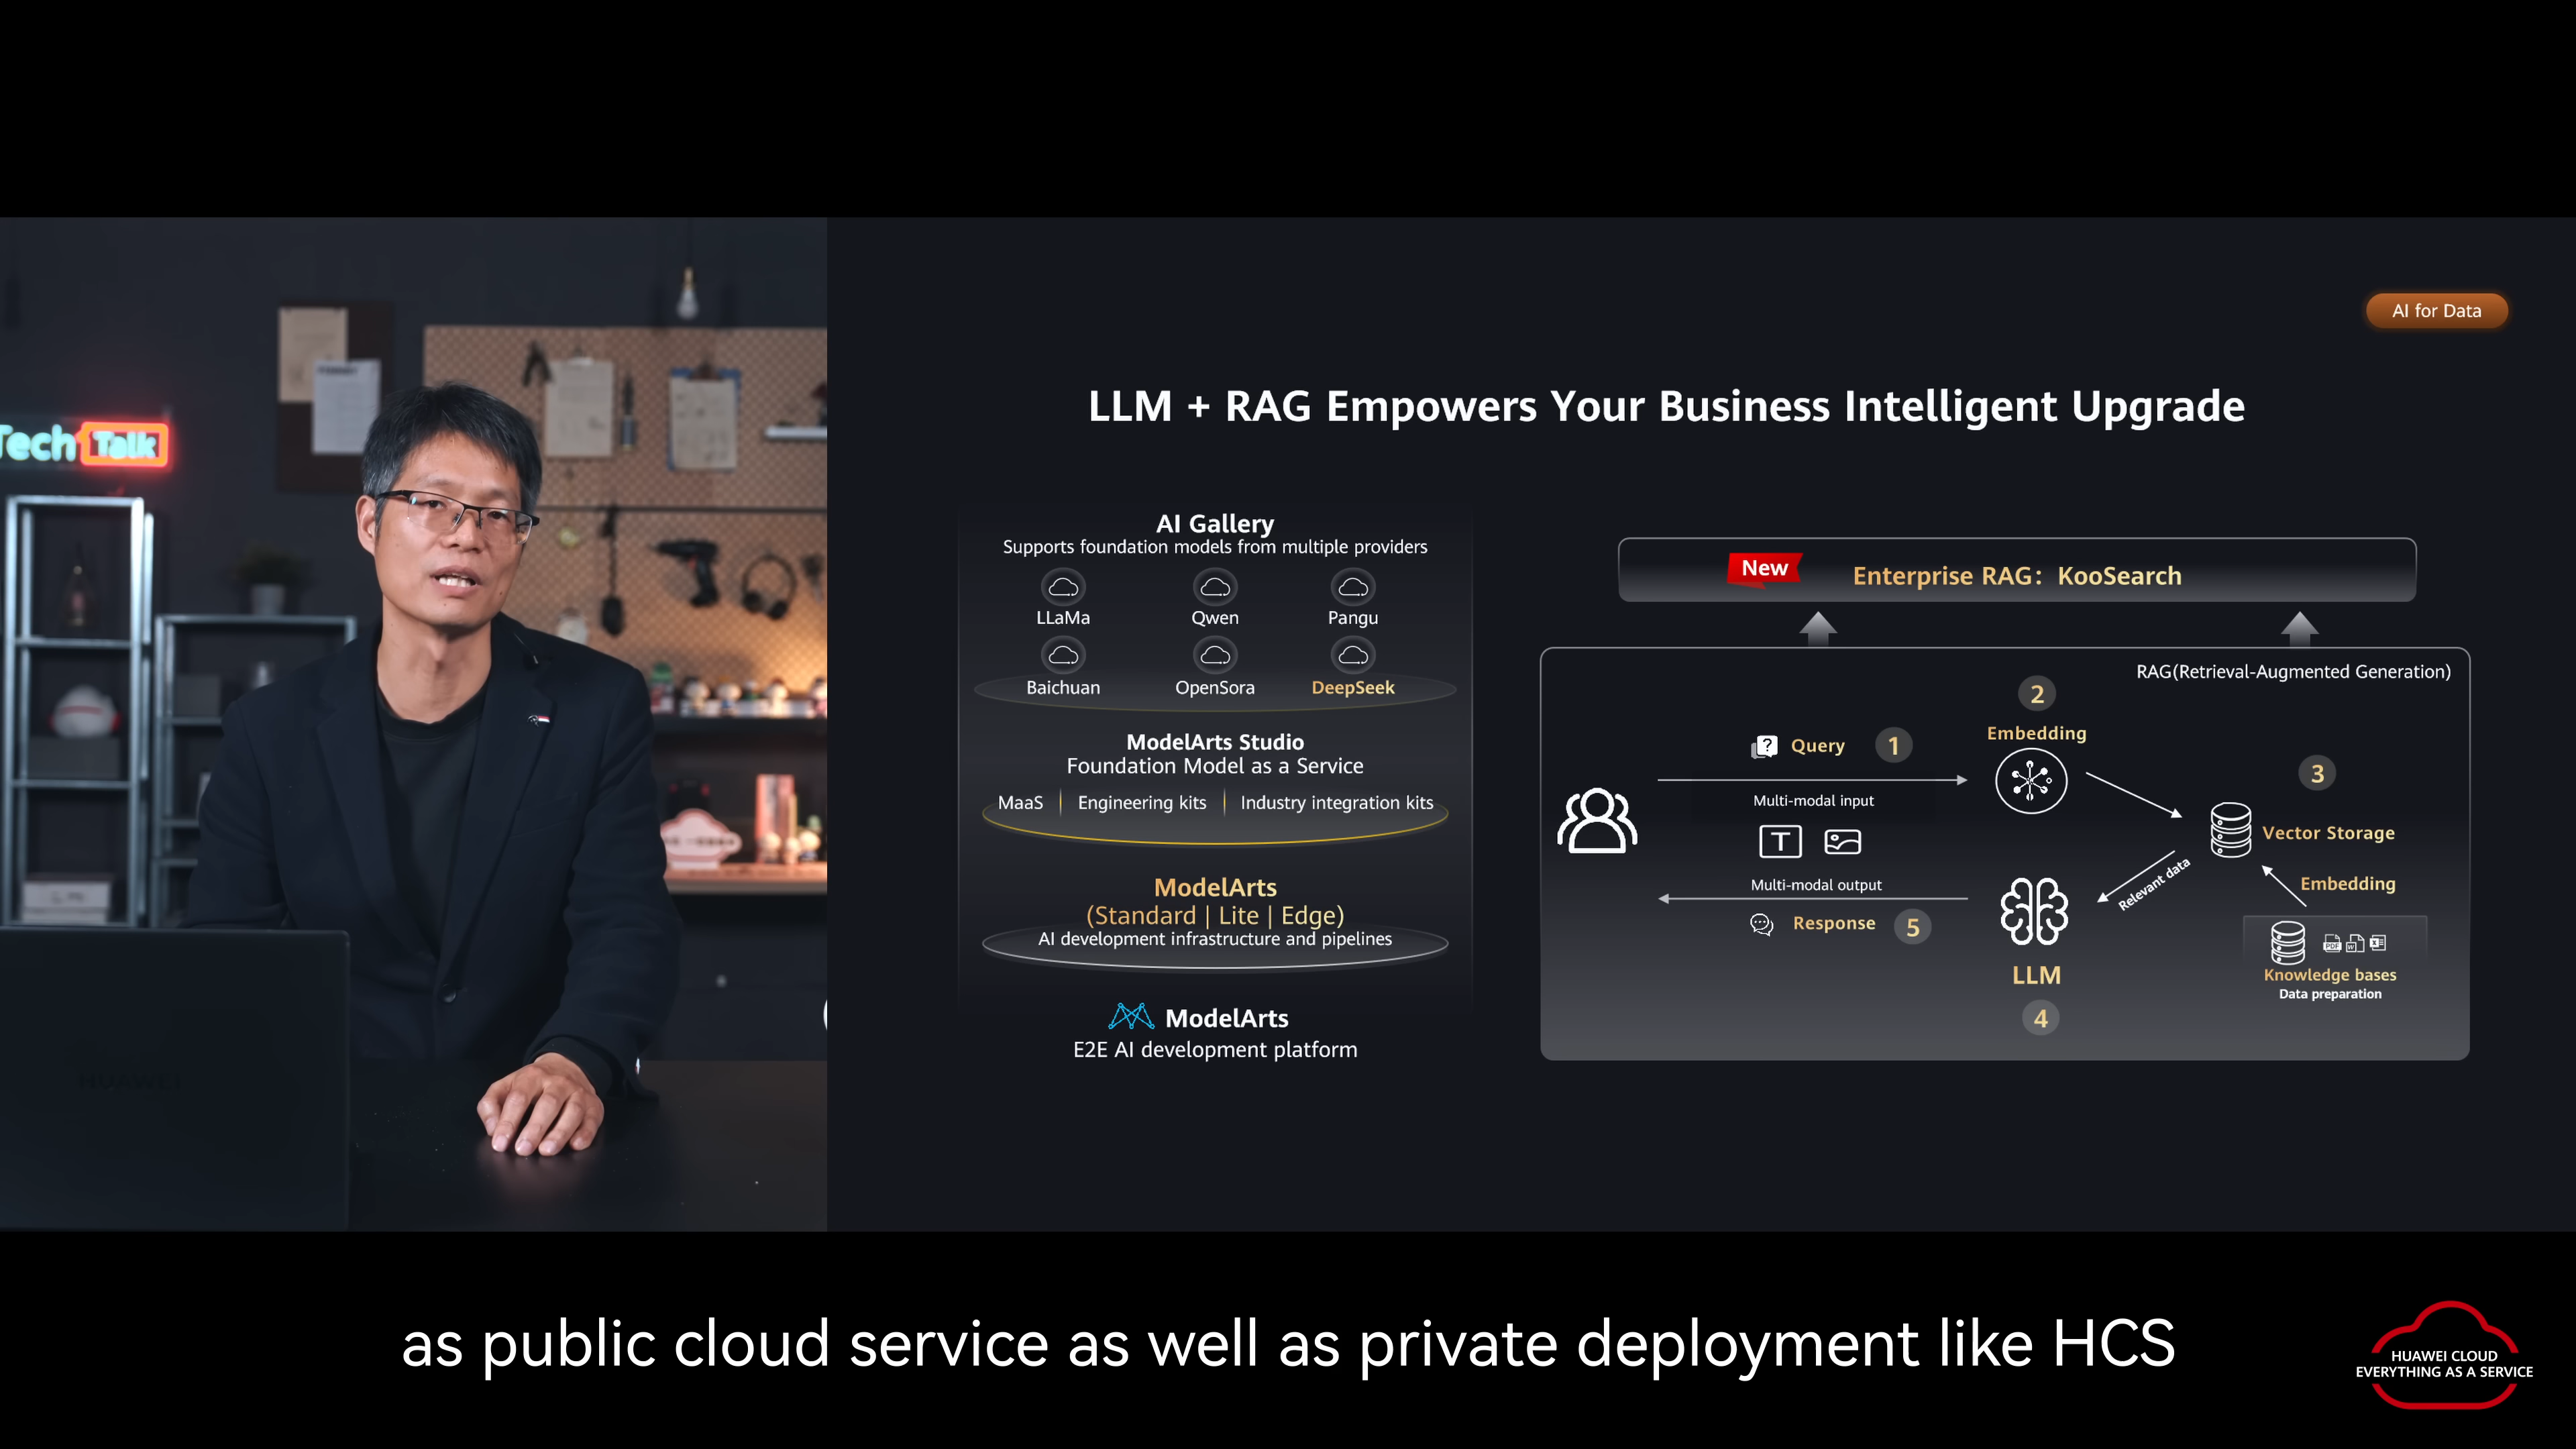 Tech Talk
HUAWEI
AI for Data
LLM + RAG Empowers Your Business Intelligent Upgrade
AI Gallery
Supports foundation models from multiple providers
LLaMa
Qwen
Pangu
Baichuan
OpenSora
DeepSeek
ModelArts Studio
Foundation Model as a Service
MaaS | Engineering kits | Industry integration kits
ModelArts
(Standard | Lite | Edge)
AI development infrastructure and pipelines
ModelArts
E2E AI development platform
New
Enterprise RAG: KooSearch
RAG(Retrieval-Augmented Generation)
Query 1
Multi-modal input
T
Multi-modal output
Response 5
2
Embedding
3
Vector Storage
Relevant data
Embedding
PDF W X
Knowledge bases
Data preparation
LLM
4
as public cloud service as well as private deployment like HCS
HUAWEI CLOUD
EVERYTHING AS A SERVICE